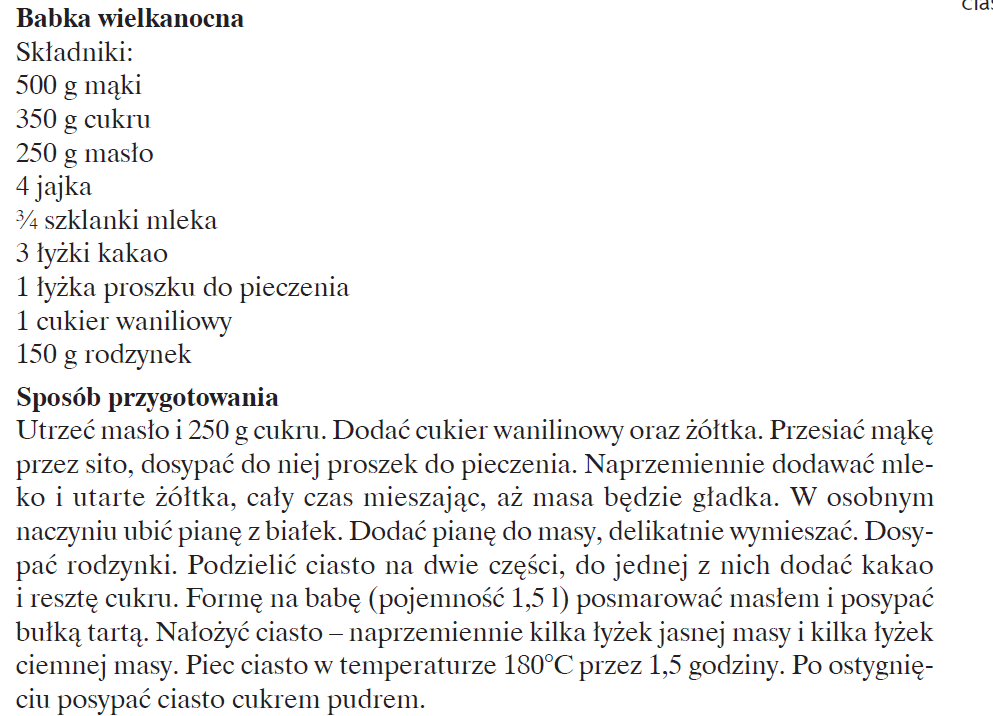 Babka wielkanocna
Składniki:
500 g mąki
350 g cukru
250 g masło
4 jajka
¾ szklanki mleka
3 łyżki kakao
1 łyżka proszku do pieczenia
1 cukier waniliowy
150 g rodzynek
Sposób przygotowania
Utrzeć masło i 250 g cukru. Dodać cukier wanilinowy oraz żółtka. Przesiać mąkę
przez sito, dosypać do niej proszek do pieczenia. Naprzemiennie dodawać mle-
ko i utarte żółtka, cały czas mieszając, aż masa będzie gładka. W osobnym
naczyniu ubić pianę z białek. Dodać pianę do masy, delikatnie wymieszać. Dosy-
pać rodzynki. Podzielić ciasto na dwie części, do jednej z nich dodać kakao
i resztę cukru. Formę na babę (pojemność 1,5 l) posmarować masłem i posypać
bułką tartą. Nałożyć ciasto – naprzemiennie kilka łyżek jasnej masy i kilka łyżek
ciemnej masy. Piec ciasto w temperaturze 180°C przez 1,5 godziny. Po ostygnię-
ciu posypać ciasto cukrem pudrem.